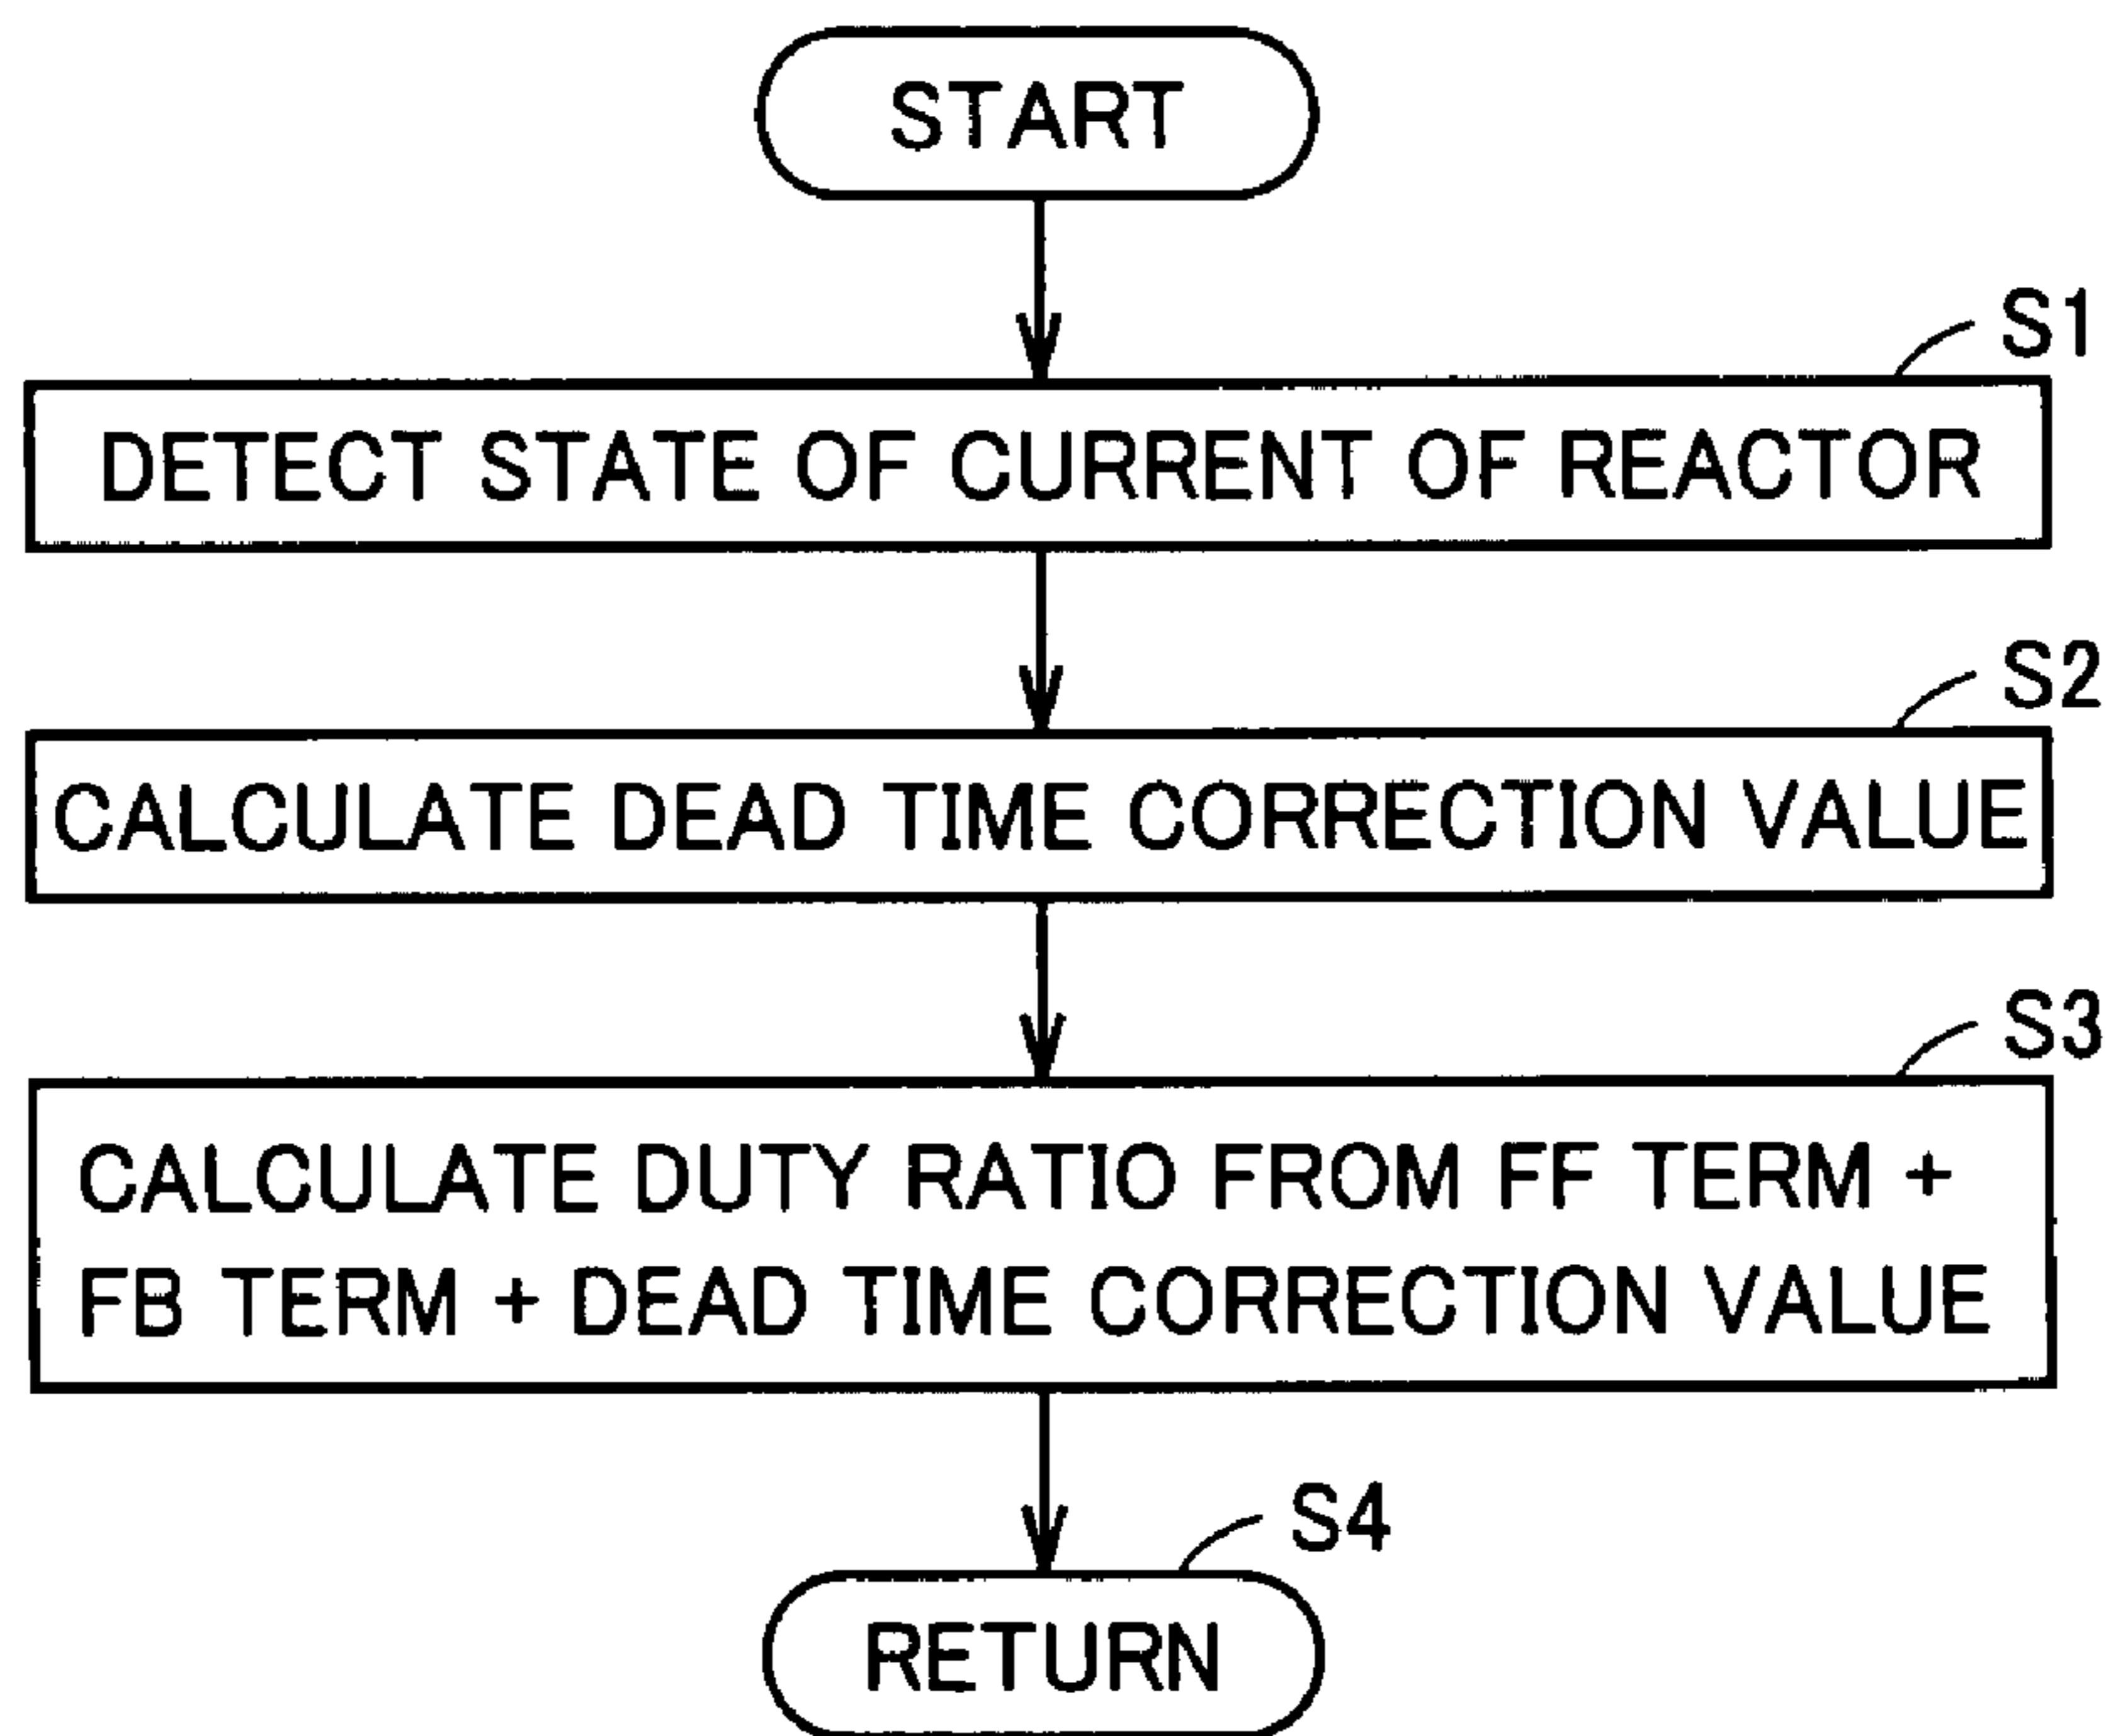 START
S1
DETECT STATE OF CURRENT OF REACTOR
S2
CALCULATE DEAD TIME CORRECTION VALUE
S3
CALCULATE DUTY RATIO FROM FF TERM +
FB TERM + DEAD TIME CORRECTION VALUE
S4
RETURN